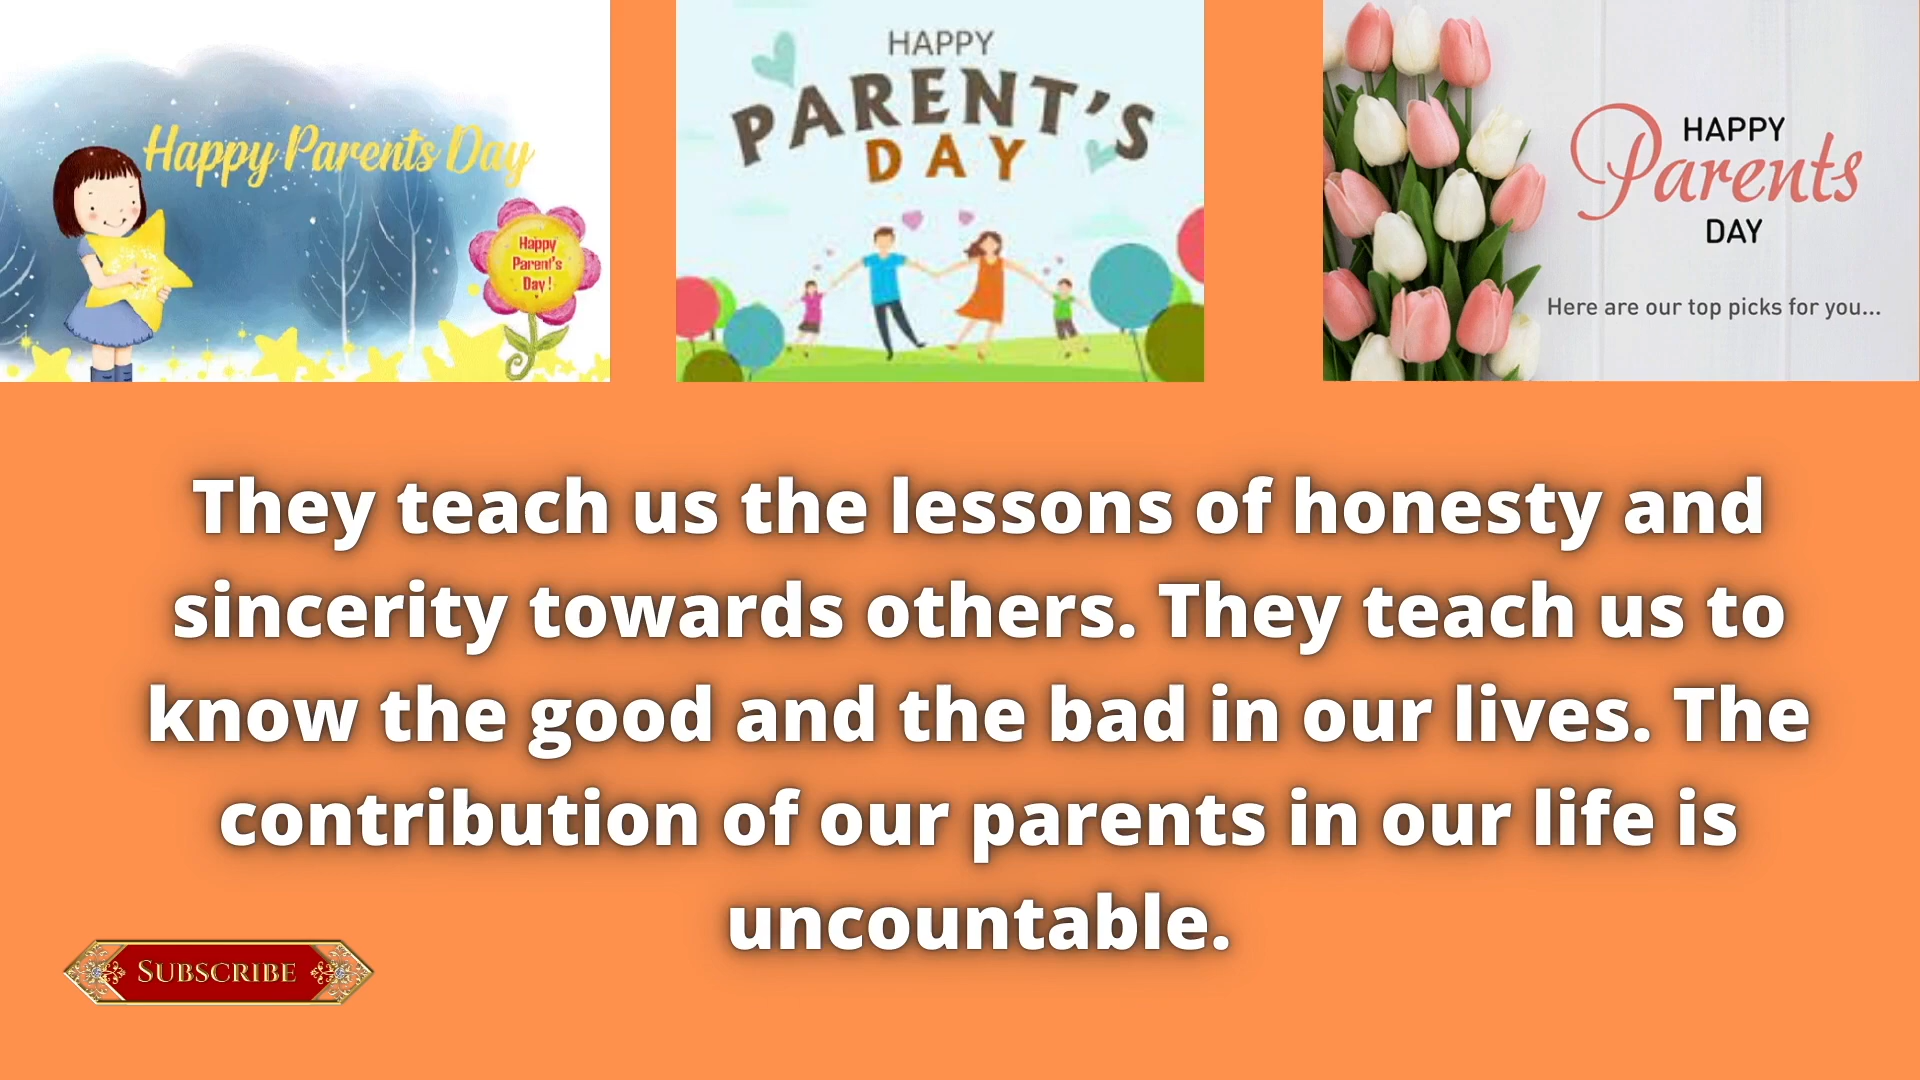 Happy Parents Day
Happy
Parent's
Day!
HAPPY
PARENT'S
DAY
HAPPY
Parents
DAY
Here are our top picks for you...
They teach us the lessons of honesty and
sincerity towards others. They teach us to
know the good and the bad in our lives. The
contribution of our parents in our life is
uncountable.
SUBSCRIBE